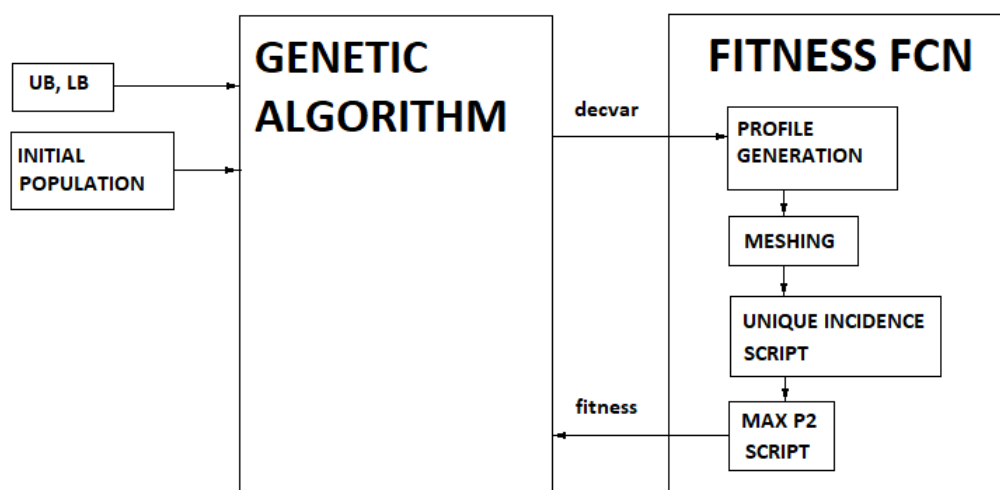 UB, LB
INITIAL
POPULATION
GENETIC
ALGORITHM
decvar
fitness
FITNESS FCN
PROFILE
GENERATION
MESHING
UNIQUE INCIDENCE
SCRIPT
MAX P2
SCRIPT